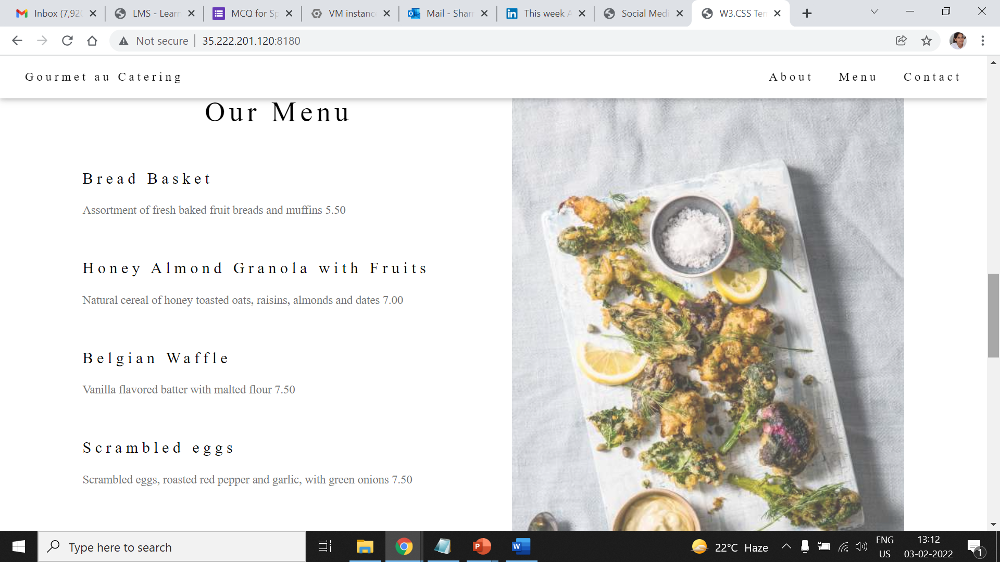 Inbox (7,920
LMS - Learn
MCQ for Sp
VM instanc
Mail - Shar
This week A
Social Medi
W3.CSS Tem
Not secure
35.222.201.120:8180
Gourmet au Catering
About
Menu
Contact
Our Menu
Bread Basket
Assortment of fresh baked fruit breads and muffins 5.50
Honey Almond Granola with Fruits
Natural cereal of honey toasted oats, raisins, almonds and dates 7.00
Belgian Waffle
Vanilla flavored batter with malted flour 7.50
Scrambled eggs
Scrambled eggs, roasted red pepper and garlic, with green onions 7.50
Type here to search
22°C Haze
ENG
US
13:12
03-02-2022
1